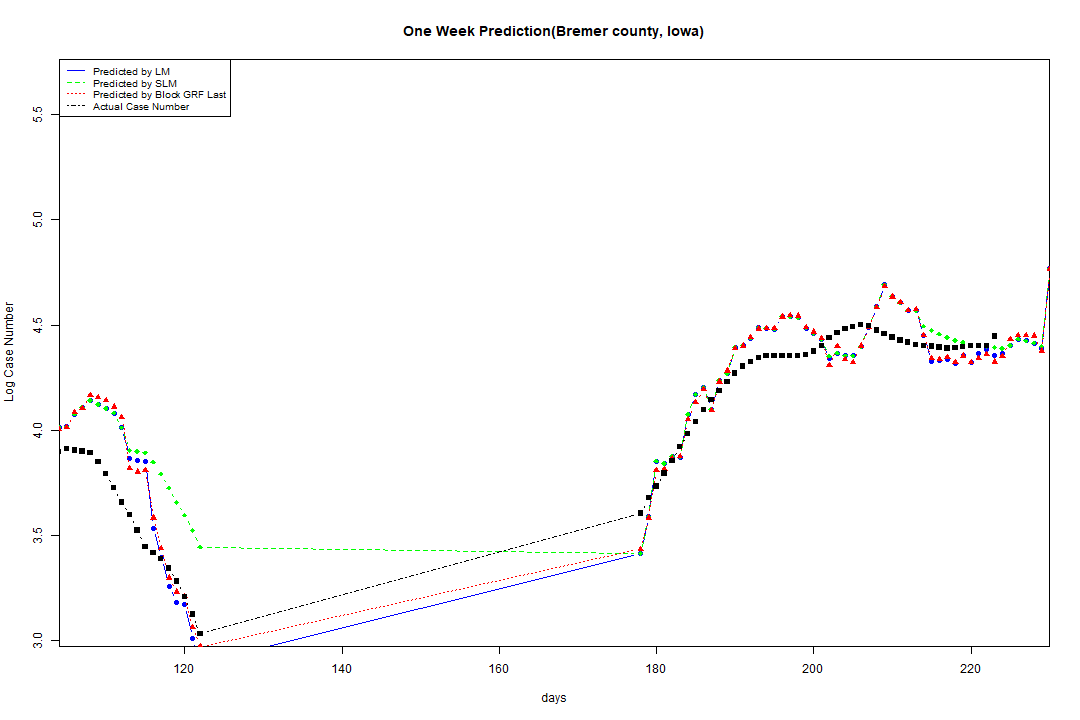 One Week Prediction(Bremer county, Iowa)
Predicted by LM
Predicted by SLM
Predicted by Block GRF Last
Actual Case Number
5.5
5.0
4.5
4.0
3.5
3.0
Log Case Number
120 140 160 180 200 220
days